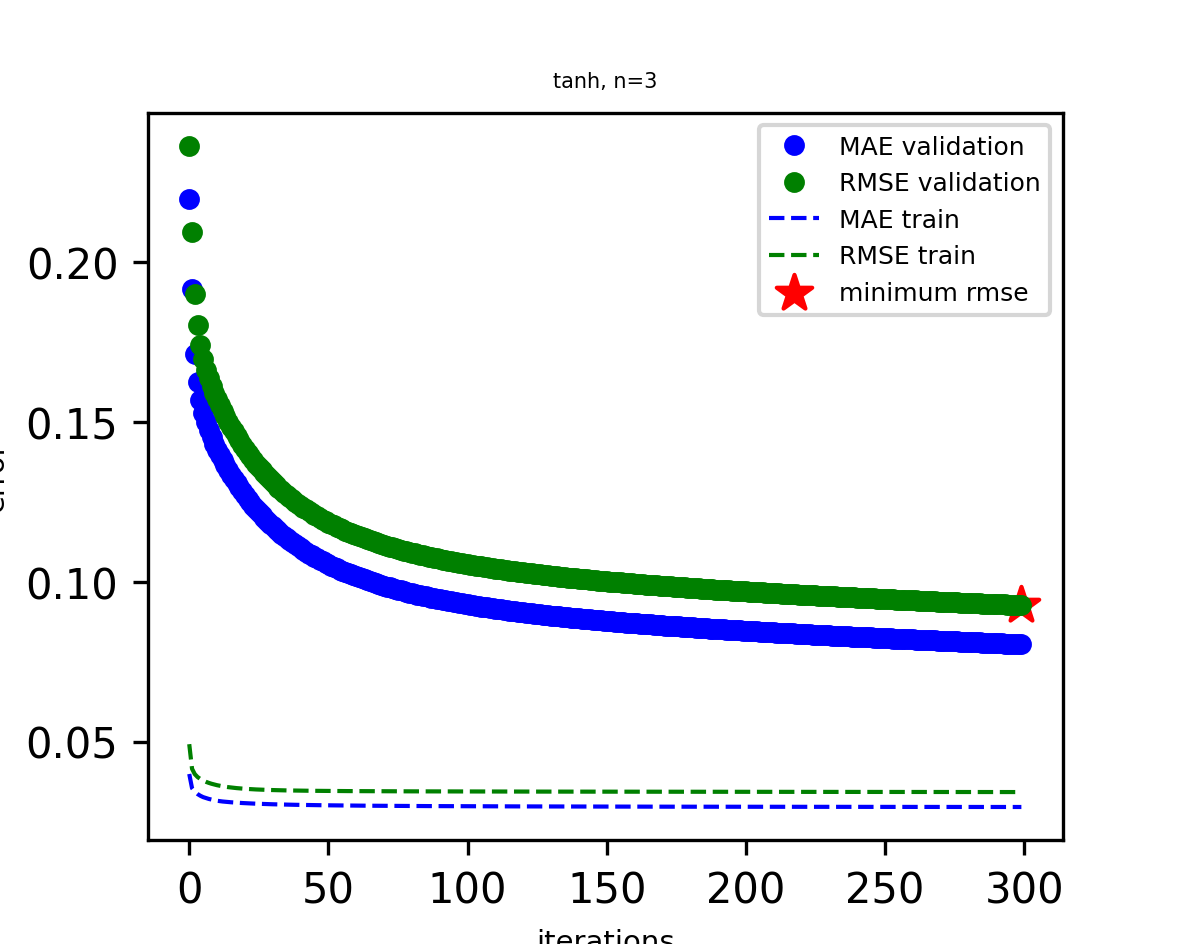 tanh, n=3
MAE validation
RMSE validation
MAE train
RMSE train
minimum rmse
0.20
0.15
0.10
0.05
0 50 100 150 200 250 300
iterations